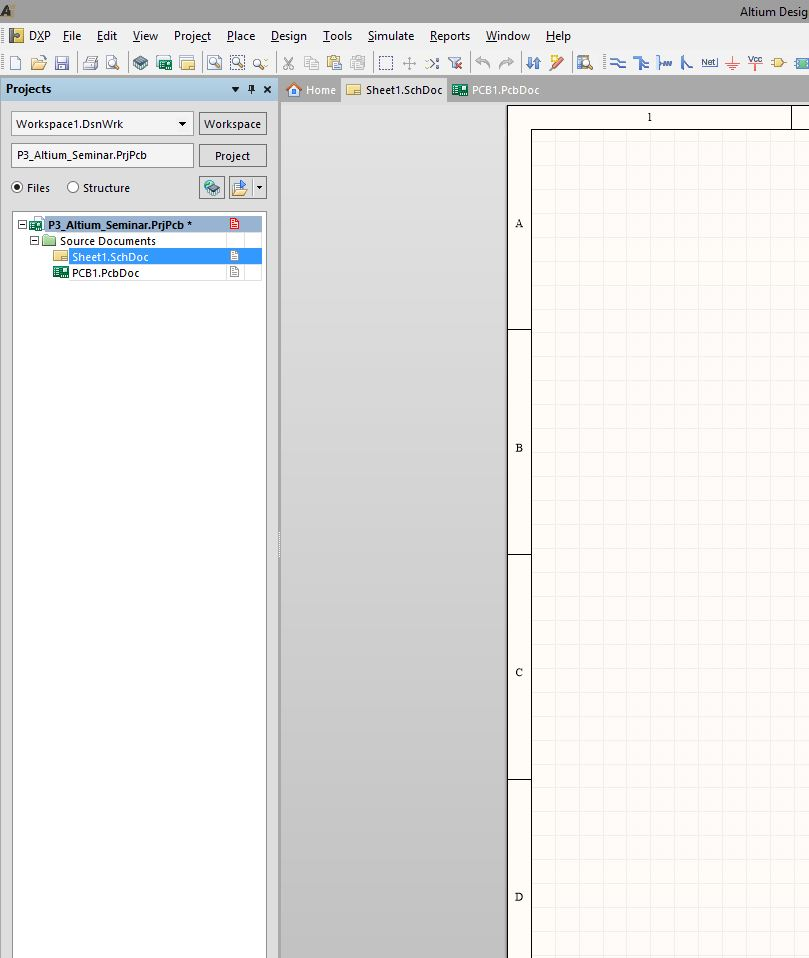 Altium Desig
DXP File Edit View Project Place Design Tools Simulate Reports Window Help
Net Vcc
Projects
Home Sheet1.SchDoc PCB1.PcbDoc
Workspace1.DsnWrk Workspace
P3_Altium_Seminar.PrjPcb Project
Files Structure
P3_Altium_Seminar.PrjPcb *
Source Documents
Sheet1.SchDoc
PCB1.PcbDoc
1
A
B
C
D